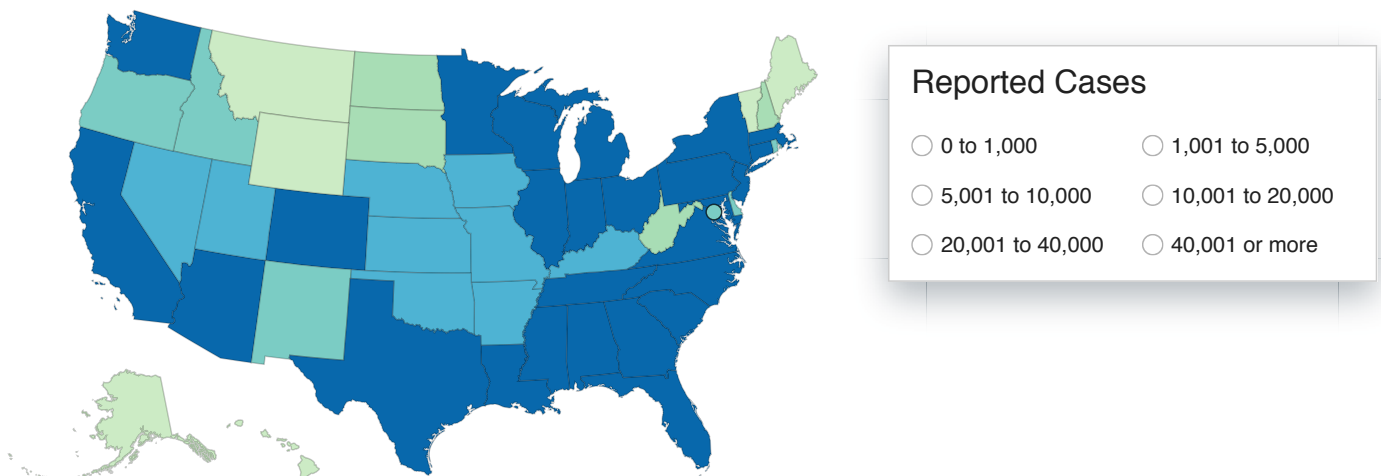 Reported Cases
0 to 1,000 1,001 to 5,000
5,001 to 10,000 10,001 to 20,000
20,001 to 40,000 40,001 or more